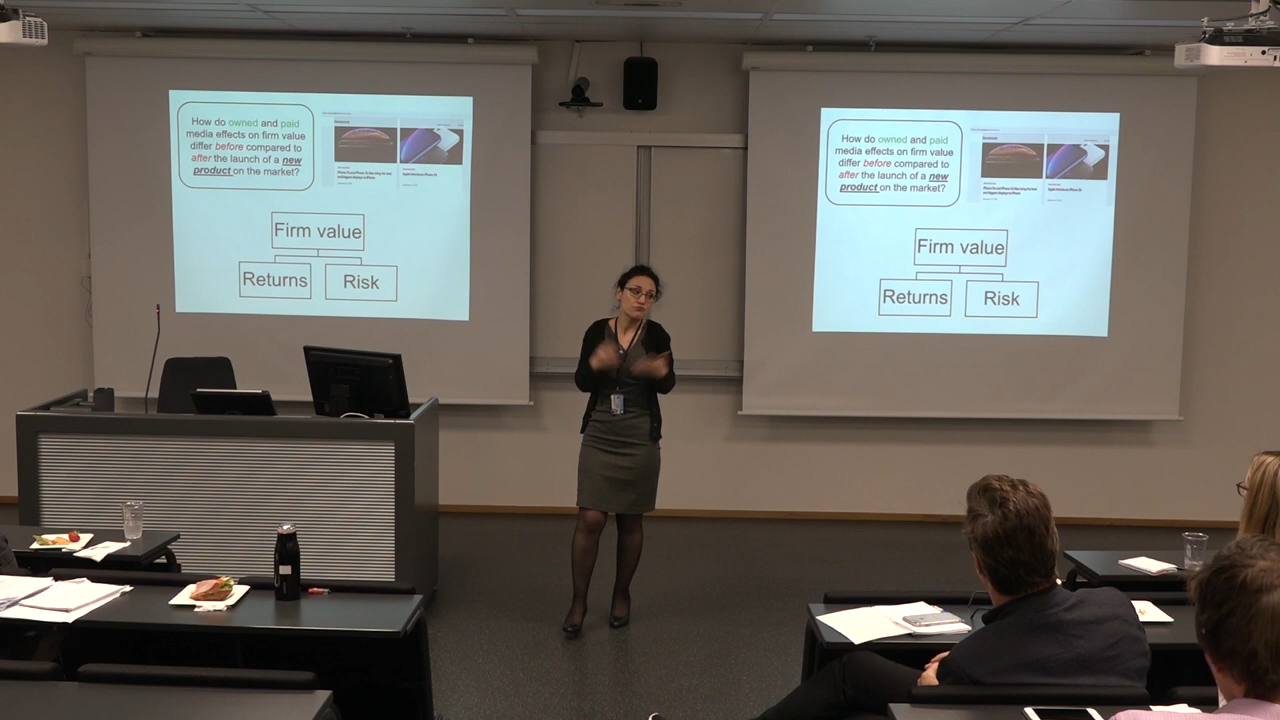 How do owned and paid
media effects on firm value
differ before compared to
after the launch of a new
product on the market?
Firm value
Returns
Risk
How do owned and paid
media effects on firm value
differ before compared to
after the launch of a new
product on the market?
Firm value
Returns
Risk